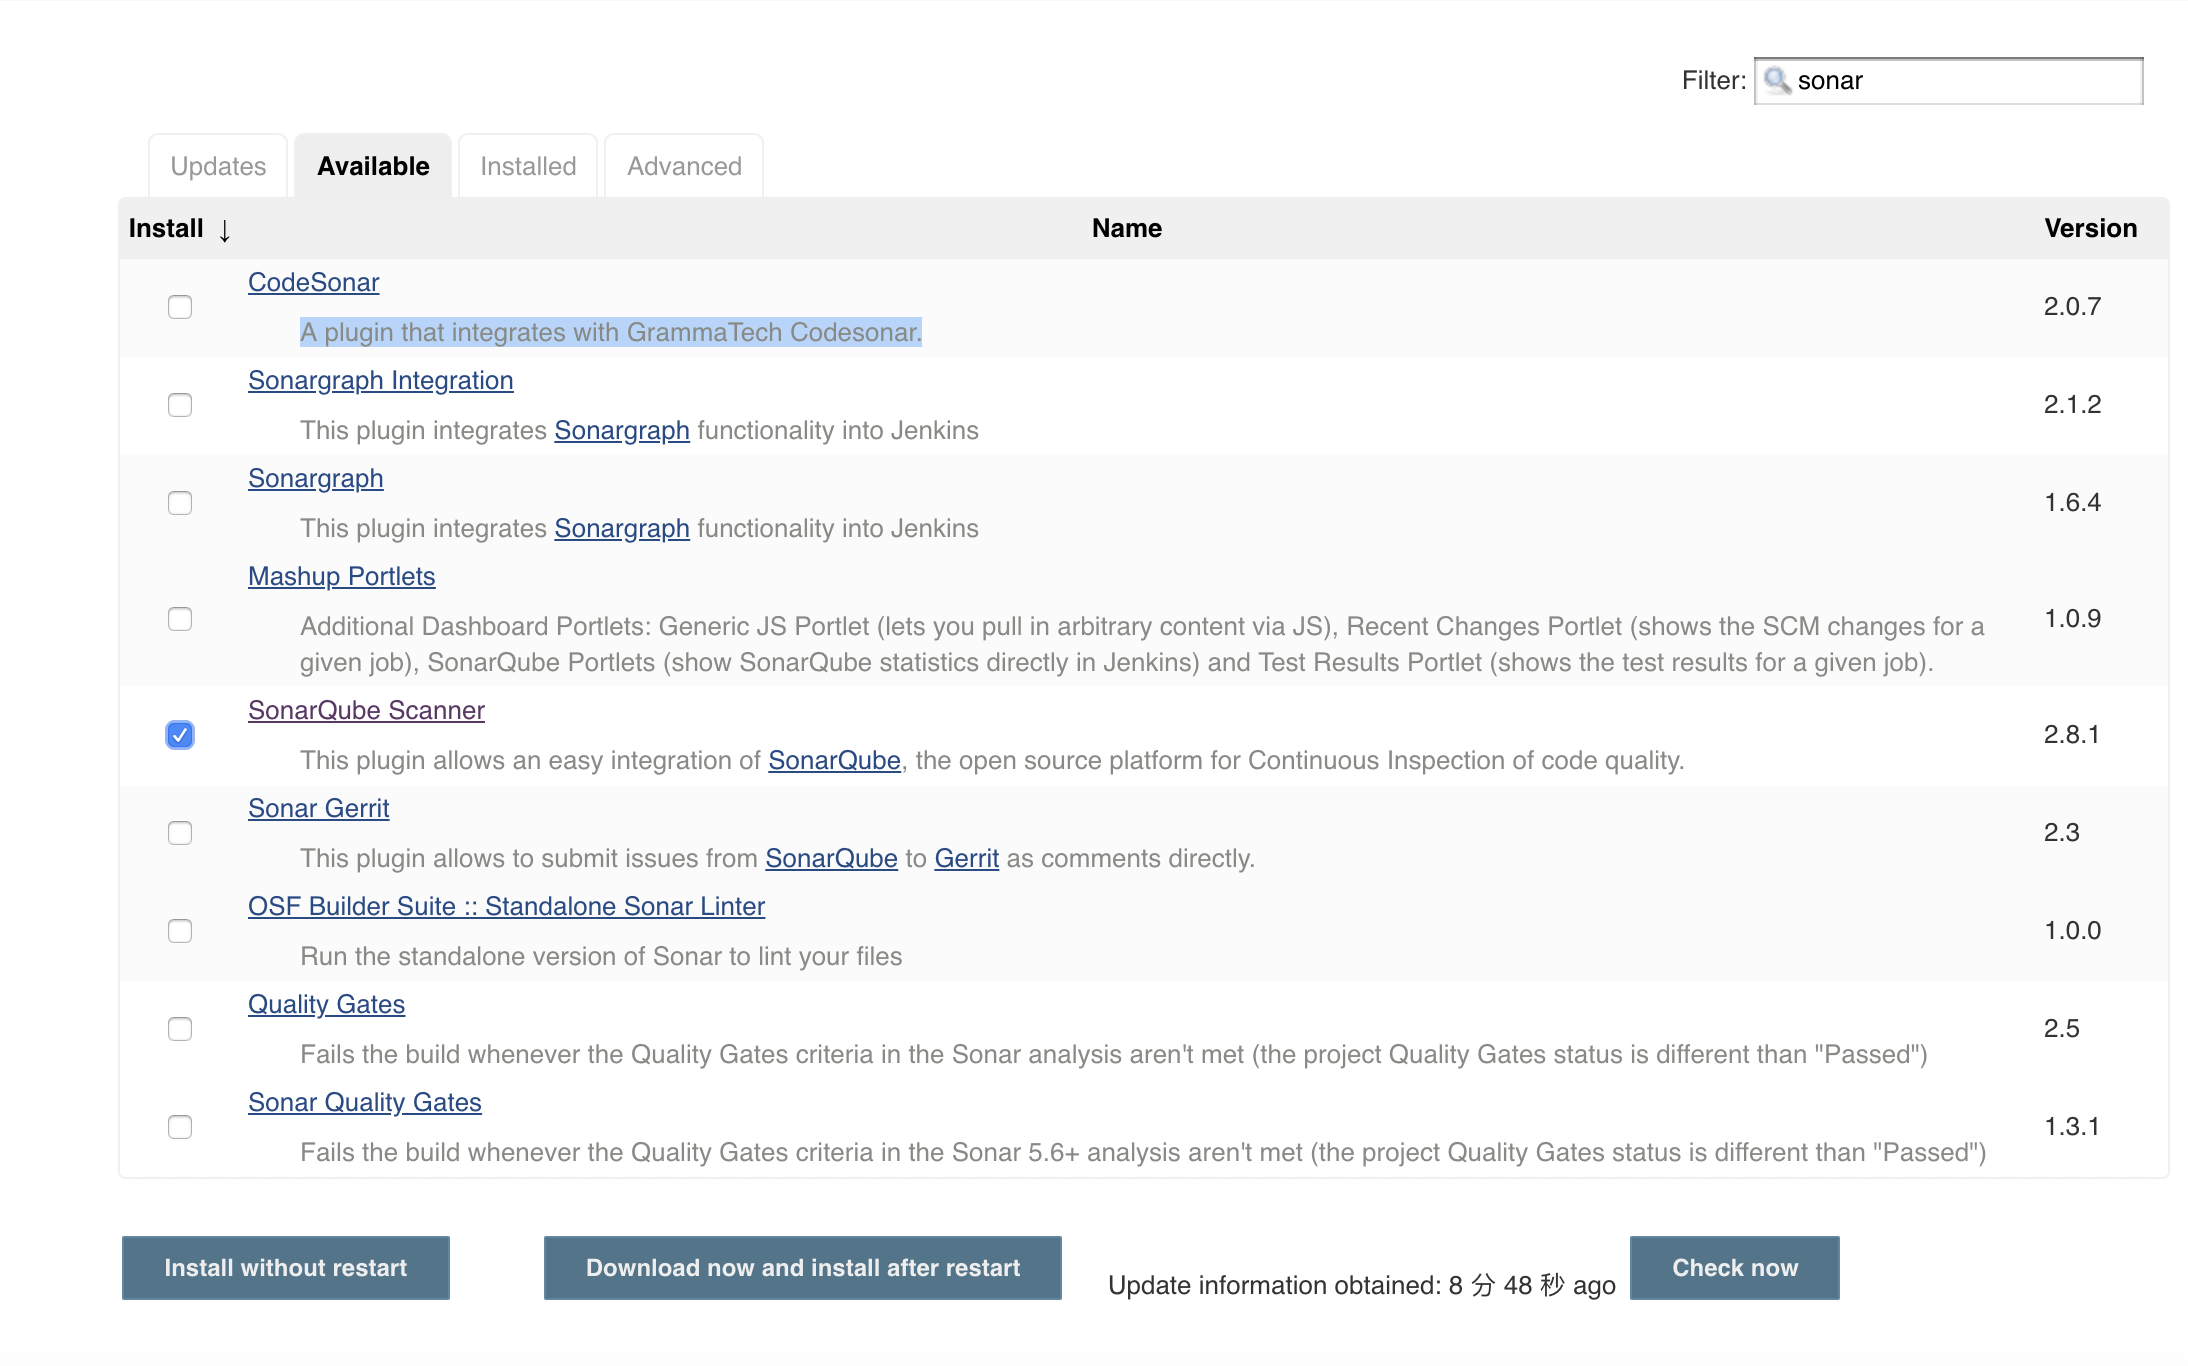 Filter: sonar
Updates Available Installed Advanced
Install ↓ Name Version
CodeSonar
2.0.7
A plugin that integrates with GrammaTech Codesonar.
Sonargraph Integration
2.1.2
This plugin integrates Sonargraph functionality into Jenkins
Sonargraph
1.6.4
This plugin integrates Sonargraph functionality into Jenkins
Mashup Portlets
1.0.9
Additional Dashboard Portlets: Generic JS Portlet (lets you pull in arbitrary content via JS), Recent Changes Portlet (shows the SCM changes for a
given job), SonarQube Portlets (show SonarQube statistics directly in Jenkins) and Test Results Portlet (shows the test results for a given job).
SonarQube Scanner
2.8.1
This plugin allows an easy integration of SonarQube, the open source platform for Continuous Inspection of code quality.
Sonar Gerrit
2.3
This plugin allows to submit issues from SonarQube to Gerrit as comments directly.
OSF Builder Suite :: Standalone Sonar Linter
1.0.0
Run the standalone version of Sonar to lint your files
Quality Gates
2.5
Fails the build whenever the Quality Gates criteria in the Sonar analysis aren't met (the project Quality Gates status is different than "Passed")
Sonar Quality Gates
1.3.1
Fails the build whenever the Quality Gates criteria in the Sonar 5.6+ analysis aren't met (the project Quality Gates status is different than "Passed")
Install without restart Download now and install after restart Update information obtained: 8 分 48 秒 ago Check now